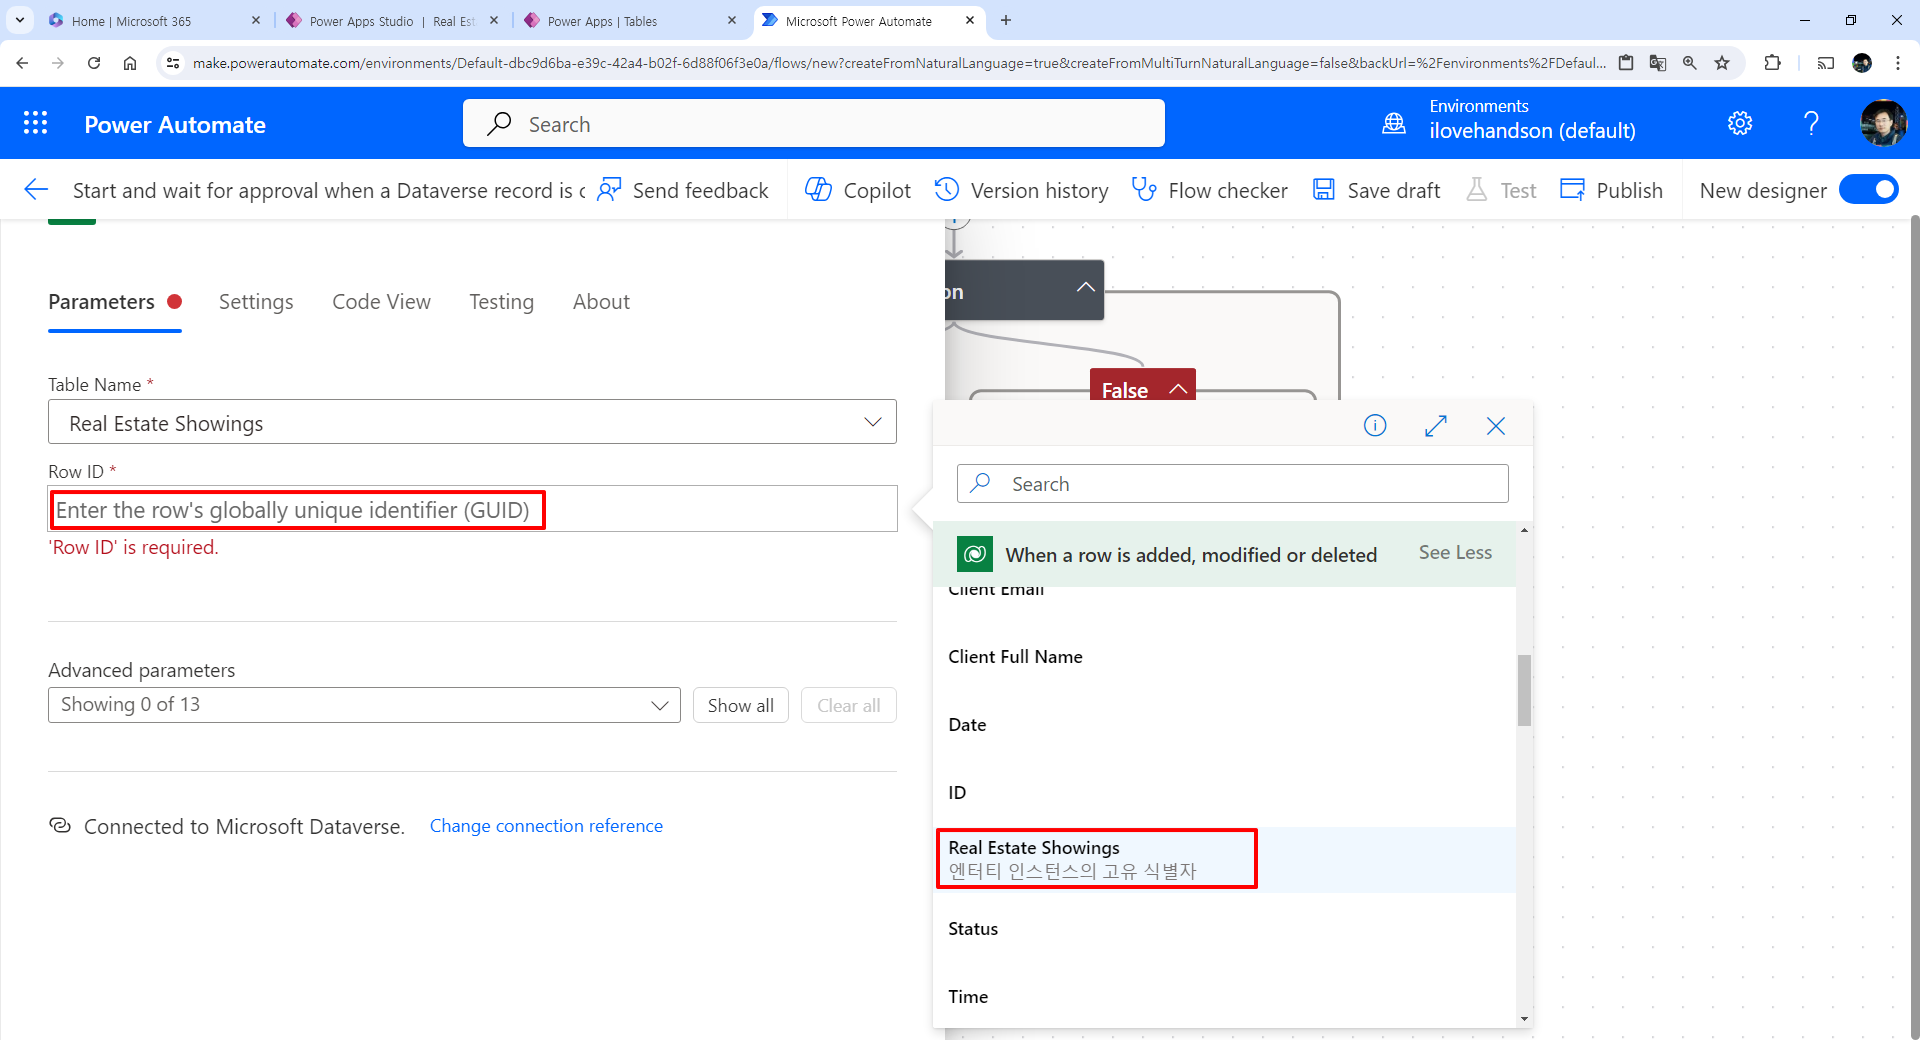 Home | Microsoft 365
Power Apps Studio | Real Est
Power Apps | Tables
Microsoft Power Automate
make.powerautomate.com/environments/Default-dbc9d6ba-e39c-42a4-b02f-6d88f06f3e0a/flows/new?createFromNaturalLanguage=true&createFromMultiTurnNaturalLanguage=false&backUrl=%2Fenvironments%2FDefaul...
Power Automate
Search
Environments
ilovehandson (default)
Start and wait for approval when a Dataverse record is c
Send feedback
Copilot
Version history
Flow checker
Save draft
Test
Publish
New designer
Parameters
Settings
Code View
Testing
About
on
False
Table Name *
Real Estate Showings
Row ID *
Enter the row's globally unique identifier (GUID)
'Row ID' is required.
Advanced parameters
Showing 0 of 13
Show all
Clear all
Connected to Microsoft Dataverse.
Change connection reference
Search
When a row is added, modified or deleted
See Less
Client Email
Client Full Name
Date
ID
Real Estate Showings
엔터티 인스턴스의 고유 식별자
Status
Time